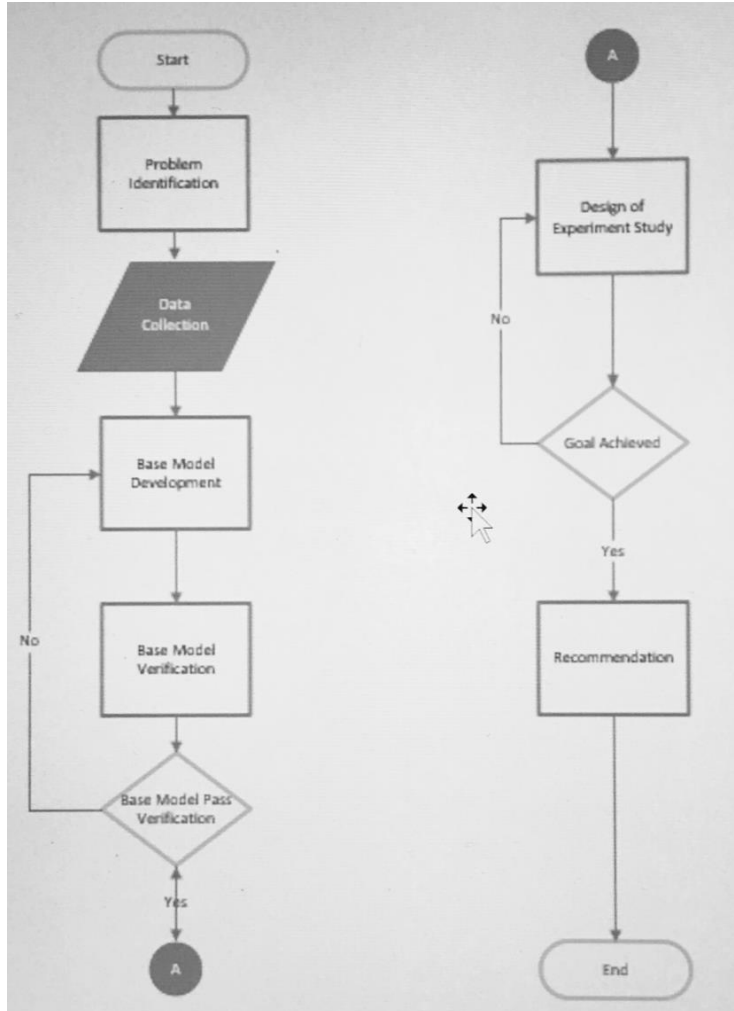 Start
Problem
Identification
Data
Collection
Base Model
Development
No
Base Model
Verification
Base Model Pass
Verification
Yes
A
A
Design of
Experiment Study
No
Goal Achieved
Yes
Recommendation
End